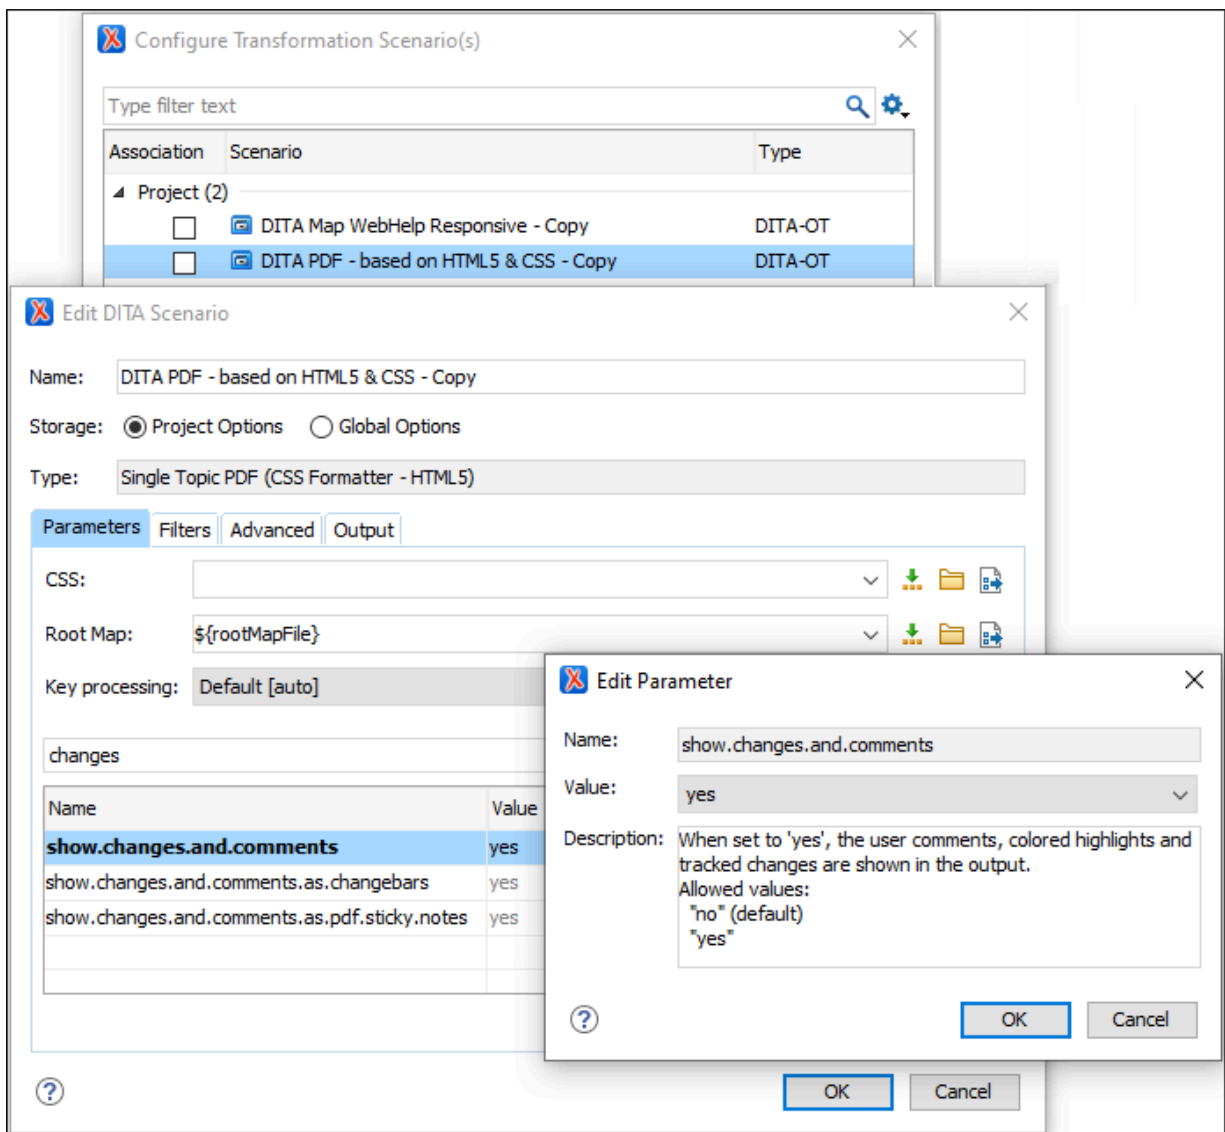 Configure Transformation Scenario(s)
Type filter text
Association Scenario Type
Project (2)
DITA Map WebHelp Responsive - Copy DITA-OT
DITA PDF - based on HTML5 & CSS - Copy DITA-OT
Edit DITA Scenario
Name: DITA PDF - based on HTML5 & CSS - Copy
Storage: Project Options Global Options
Type: Single Topic PDF (CSS Formatter - HTML5)
Parameters Filters Advanced Output
CSS:
Root Map: ${rootMapFile}
Key processing: Default [auto]
changes
Name Value
show.changes.and.comments yes
show.changes.and.comments.as.changebars yes
show.changes.and.comments.as.pdf.sticky.notes yes
OK Cancel
Edit Parameter
Name: show.changes.and.comments
Value: yes
Description: When set to 'yes', the user comments, colored highlights and
tracked changes are shown in the output.
Allowed values:
"no" (default)
"yes"
OK Cancel